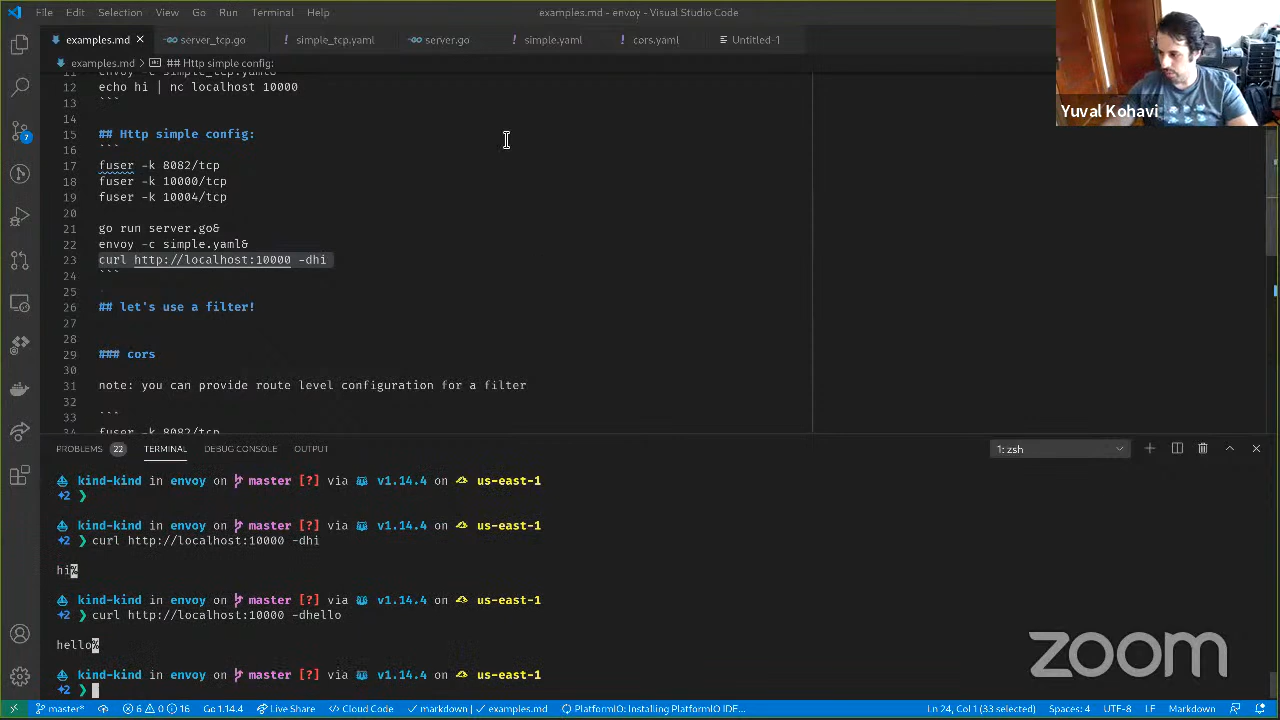 File Edit Selection View Go Run Terminal Help
examples.md - envoy - Visual Studio Code
examples.md × server_tcp.go ! simple_tcp.yaml server.go ! simple.yaml ! cors.yaml Untitled-1
examples.md > ## Http simple config:
Yuval Kohavi
11 envoy -c simple_tcp.yaml&
12 echo hi | nc localhost 10000
13 ```
14
15 ## Http simple config:
16 ```
17 fuser -k 8082/tcp
18 fuser -k 10000/tcp
19 fuser -k 10004/tcp
20
21 go run server.go&
22 envoy -c simple.yaml&
23 curl http://localhost:10000 -dhi
24 ```
25
26 ## let's use a filter!
27
28
29 ### cors
30
31 note: you can provide route level configuration for a filter
32
33 ```
34 fuser -k 8082/tcp
7
PROBLEMS 22 TERMINAL DEBUG CONSOLE OUTPUT 1: zsh
kind-kind in envoy on master [?] via v1.14.4 on us-east-1
+2 ❯
kind-kind in envoy on master [?] via v1.14.4 on us-east-1
+2 ❯ curl http://localhost:10000 -dhi
hi%
kind-kind in envoy on master [?] via v1.14.4 on us-east-1
+2 ❯ curl http://localhost:10000 -dhello
hello%
kind-kind in envoy on master [?] via v1.14.4 on us-east-1
+2 ❯
zoom
master* 6 0 16 Go 1.14.4 Live Share Cloud Code markdown | ✓ examples.md PlatformIO: Installing PlatformIO IDE... Ln 24, Col 1 (33 selected) Spaces: 4 UTF-8 LF Markdown